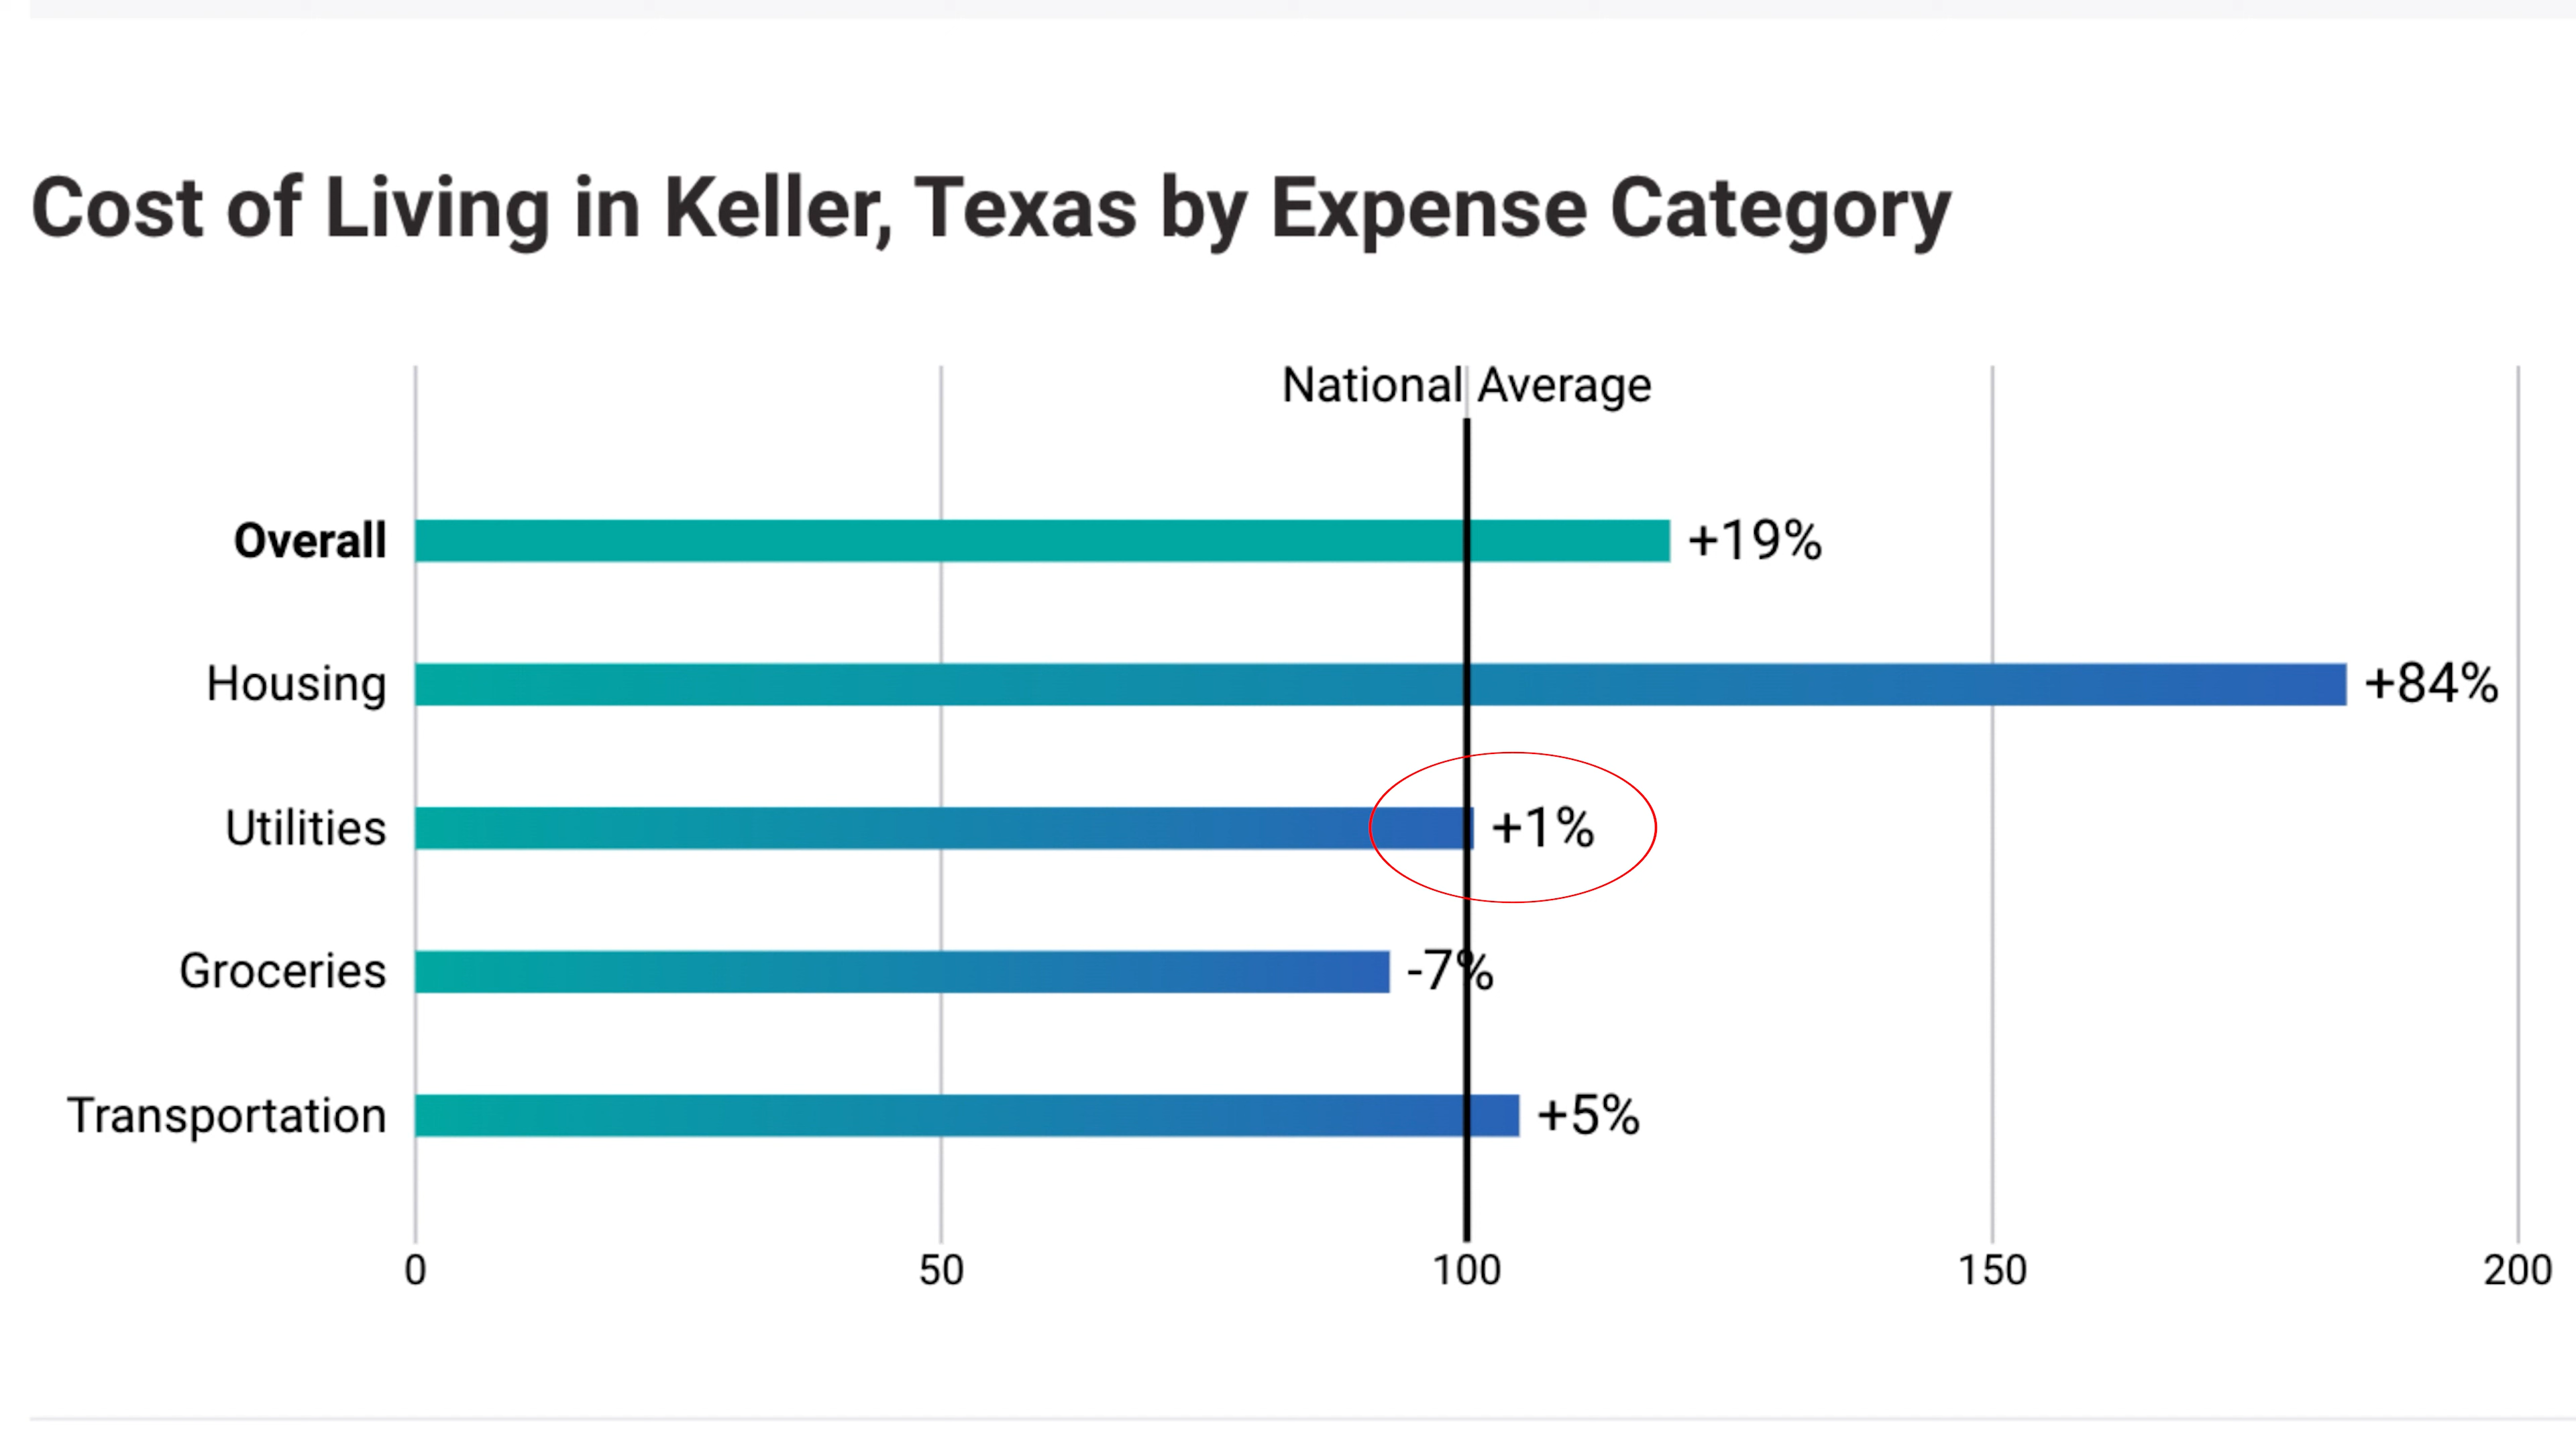 Cost of Living in Keller, Texas by Expense Category
National Average
Overall +19%
Housing +84%
Utilities +1%
Groceries -7%
Transportation +5%
0 50 100 150 200